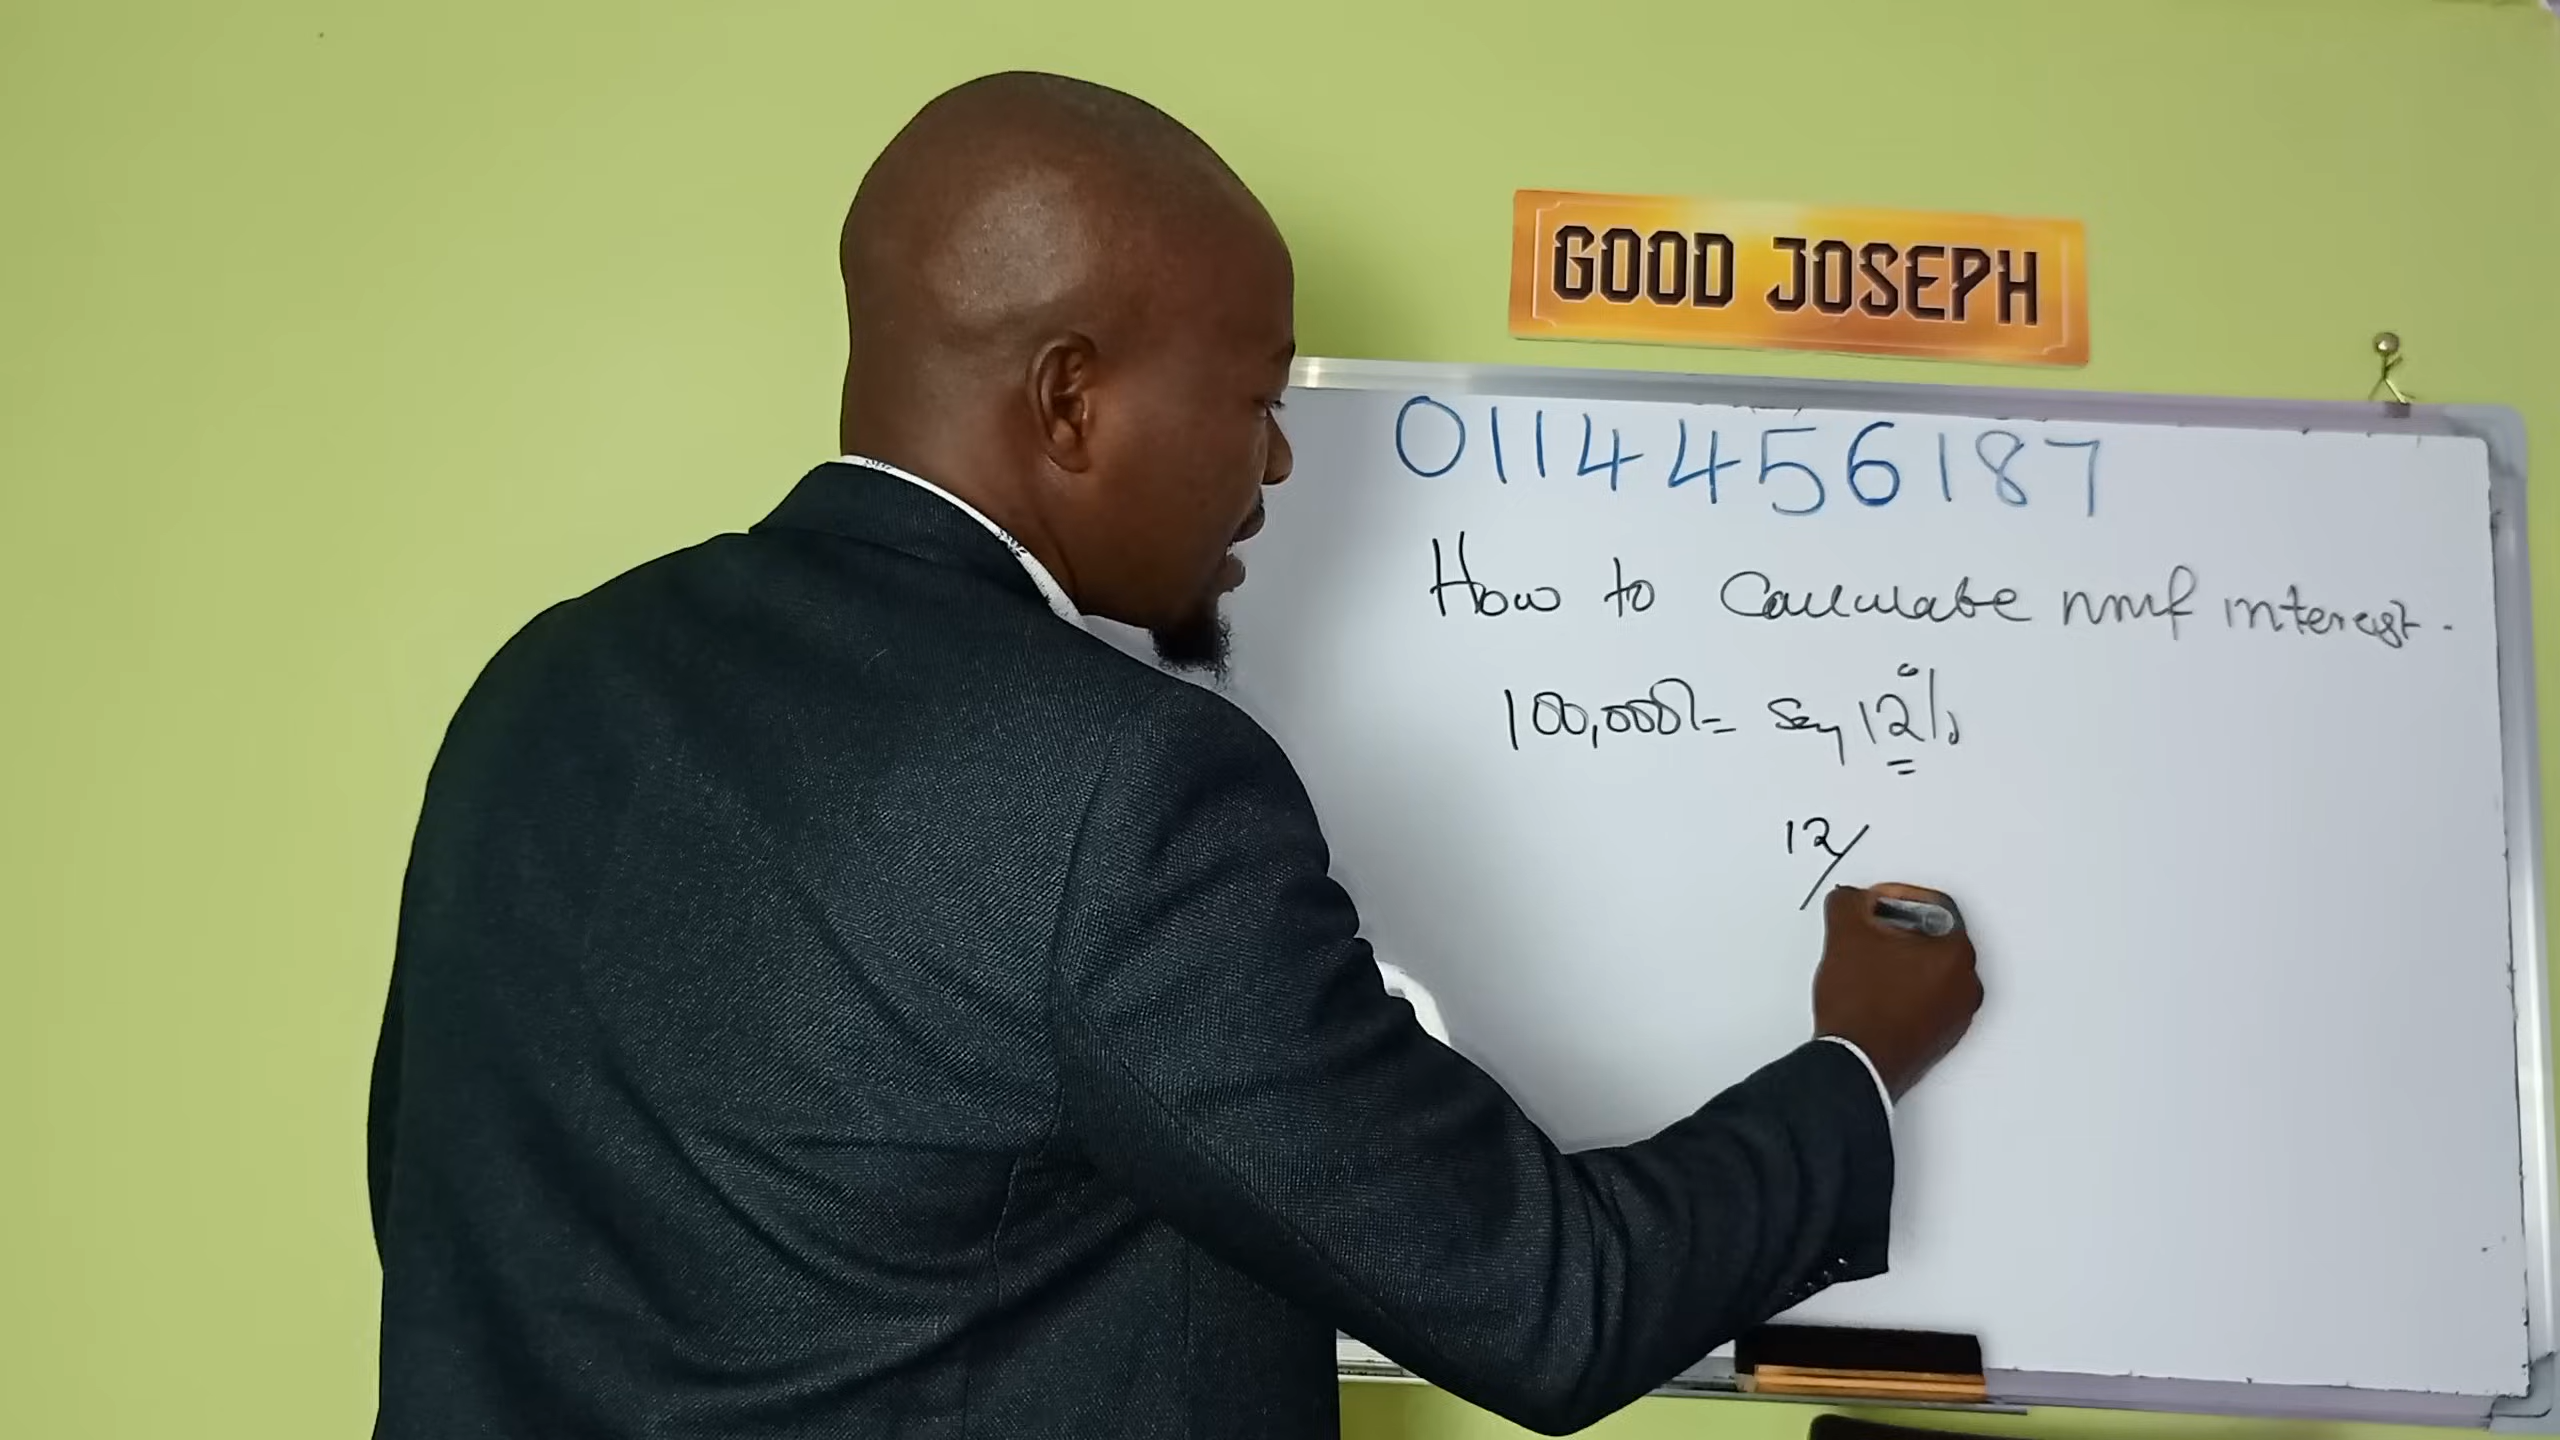 GOOD JOSEPH
0114456187
How to Calculate mmf interest.
100,000/= Say 12%
12/